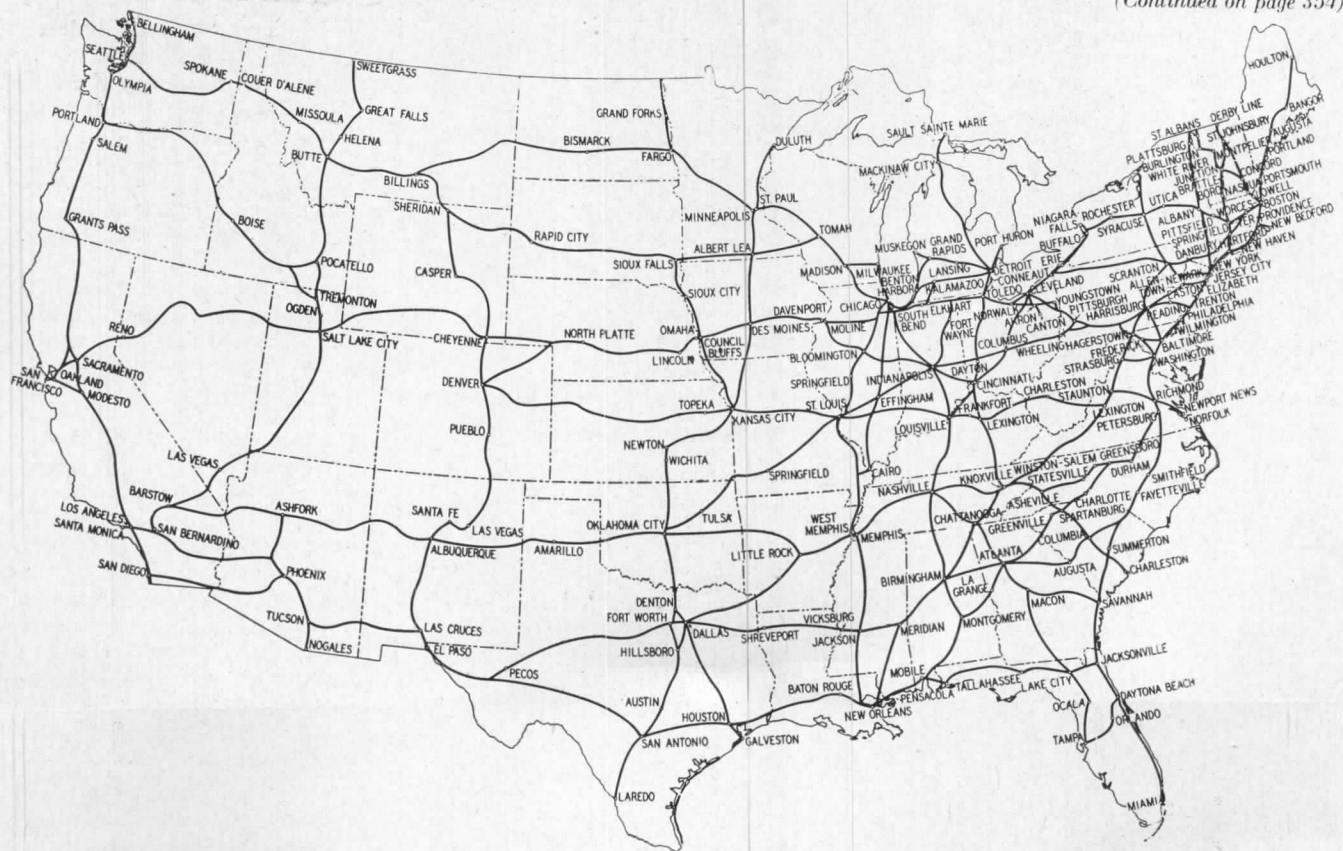 (Continued on page 354)
BELLINGHAM
SEATTLE
OLYMPIA
SPOKANE
COUER D'ALENE
SWEETGRASS
GREAT FALLS
MISSOULA
HELENA
BUTTE
GRAND FORKS
BISMARCK
FARGO
DULUTH
SAULT SAINTE MARIE
MACKINAW CITY
HOULTON
BANGOR
ST. ALBANS
DERBY LINE
ST. JOHNSBURY
AUGUSTA
MONTPELIER
PORTLAND
PLATTSBURG
BURLINGTON
WHITE RIVER
JUNCTION
CONCORD
PORTSMOUTH
NASHUA
LOWELL
BOSTON
PROVIDENCE
NEW BEDFORD
NEW HAVEN
PORTLAND
SALEM
GRANTS PASS
BOISE
POCATELLO
TREMONTON
OGDEN
SALT LAKE CITY
BILLINGS
SHERIDAN
RAPID CITY
CASPER
CHEYENNE
NORTH PLATTE
MINNEAPOLIS
ST. PAUL
ALBERT LEA
TOMAH
SIOUX FALLS
SIOUX CITY
OMAHA
COUNCIL
BLUFFS
LINCOLN
DES MOINES
DAVENPORT
MOLINE
MADISON
MILWAUKEE
CHICAGO
MUSKEGON
GRAND
RAPIDS
LANSING
BENTON
HARBOR
KALAMAZOO
PORT HURON
DETROIT
TOLEDO
ERIE
CONNEAUT
CLEVELAND
NIAGARA
FALLS
BUFFALO
ROCHESTER
SYRACUSE
UTICA
ALBANY
PITTSFIELD
SPRINGFIELD
DANBURY
HARTFORD
SCRANTON
ALLEN-
TOWN
NEWARK
NEW YORK
JERSEY CITY
ELIZABETH
EASTON
TRENTON
READING
PHILADELPHIA
WILMINGTON
BALTIMORE
WASHINGTON
YOUNGSTOWN
PITTSBURGH
HARRISBURG
NORWALK
AKRON
CANTON
SOUTH
BEND
ELKHART
FORT
WAYNE
COLUMBUS
WHEELING
HAGERSTOWN
FREDERICK
STRASBURG
BLOOMINGTON
SPRINGFIELD
INDIANAPOLIS
DAYTON
CINCINNATI
EFFINGHAM
ST. LOUIS
LOUISVILLE
FRANKFORT
LEXINGTON
CHARLESTON
STAUNTON
LEXINGTON
RICHMOND
PETERSBURG
NEWPORT NEWS
NORFOLK
RENO
SACRAMENTO
OAKLAND
SAN
FRANCISCO
MODESTO
DENVER
PUEBLO
TOPEKA
KANSAS CITY
NEWTON
WICHITA
SPRINGFIELD
CAIRO
LAS VEGAS
BARSTOW
LOS ANGELES
SANTA MONICA
SAN BERNARDINO
SAN DIEGO
ASHFORK
PHOENIX
TUCSON
NOGALES
SANTA FE
LAS VEGAS
ALBUQUERQUE
LAS CRUCES
EL PASO
AMARILLO
OKLAHOMA CITY
TULSA
LITTLE ROCK
WEST
MEMPHIS
MEMPHIS
NASHVILLE
KNOXVILLE
WINSTON-SALEM
GREENSBORO
STATESVILLE
DURHAM
SMITHFIELD
FAYETTEVILLE
CHATTANOOGA
ASHEVILLE
CHARLOTTE
GREENVILLE
SPARTANBURG
COLUMBIA
SUMMERTON
CHARLESTON
ATLANTA
AUGUSTA
BIRMINGHAM
LA
GRANGE
MACON
SAVANNAH
MONTGOMERY
DENTON
FORT WORTH
DALLAS
HILLSBORO
SHREVEPORT
VICKSBURG
JACKSON
MERIDIAN
PECOS
AUSTIN
HOUSTON
SAN ANTONIO
GALVESTON
LAREDO
BATON ROUGE
NEW ORLEANS
MOBILE
PENSACOLA
TALLAHASSEE
LAKE CITY
JACKSONVILLE
DAYTONA BEACH
OCALA
ORLANDO
TAMPA
MIAMI